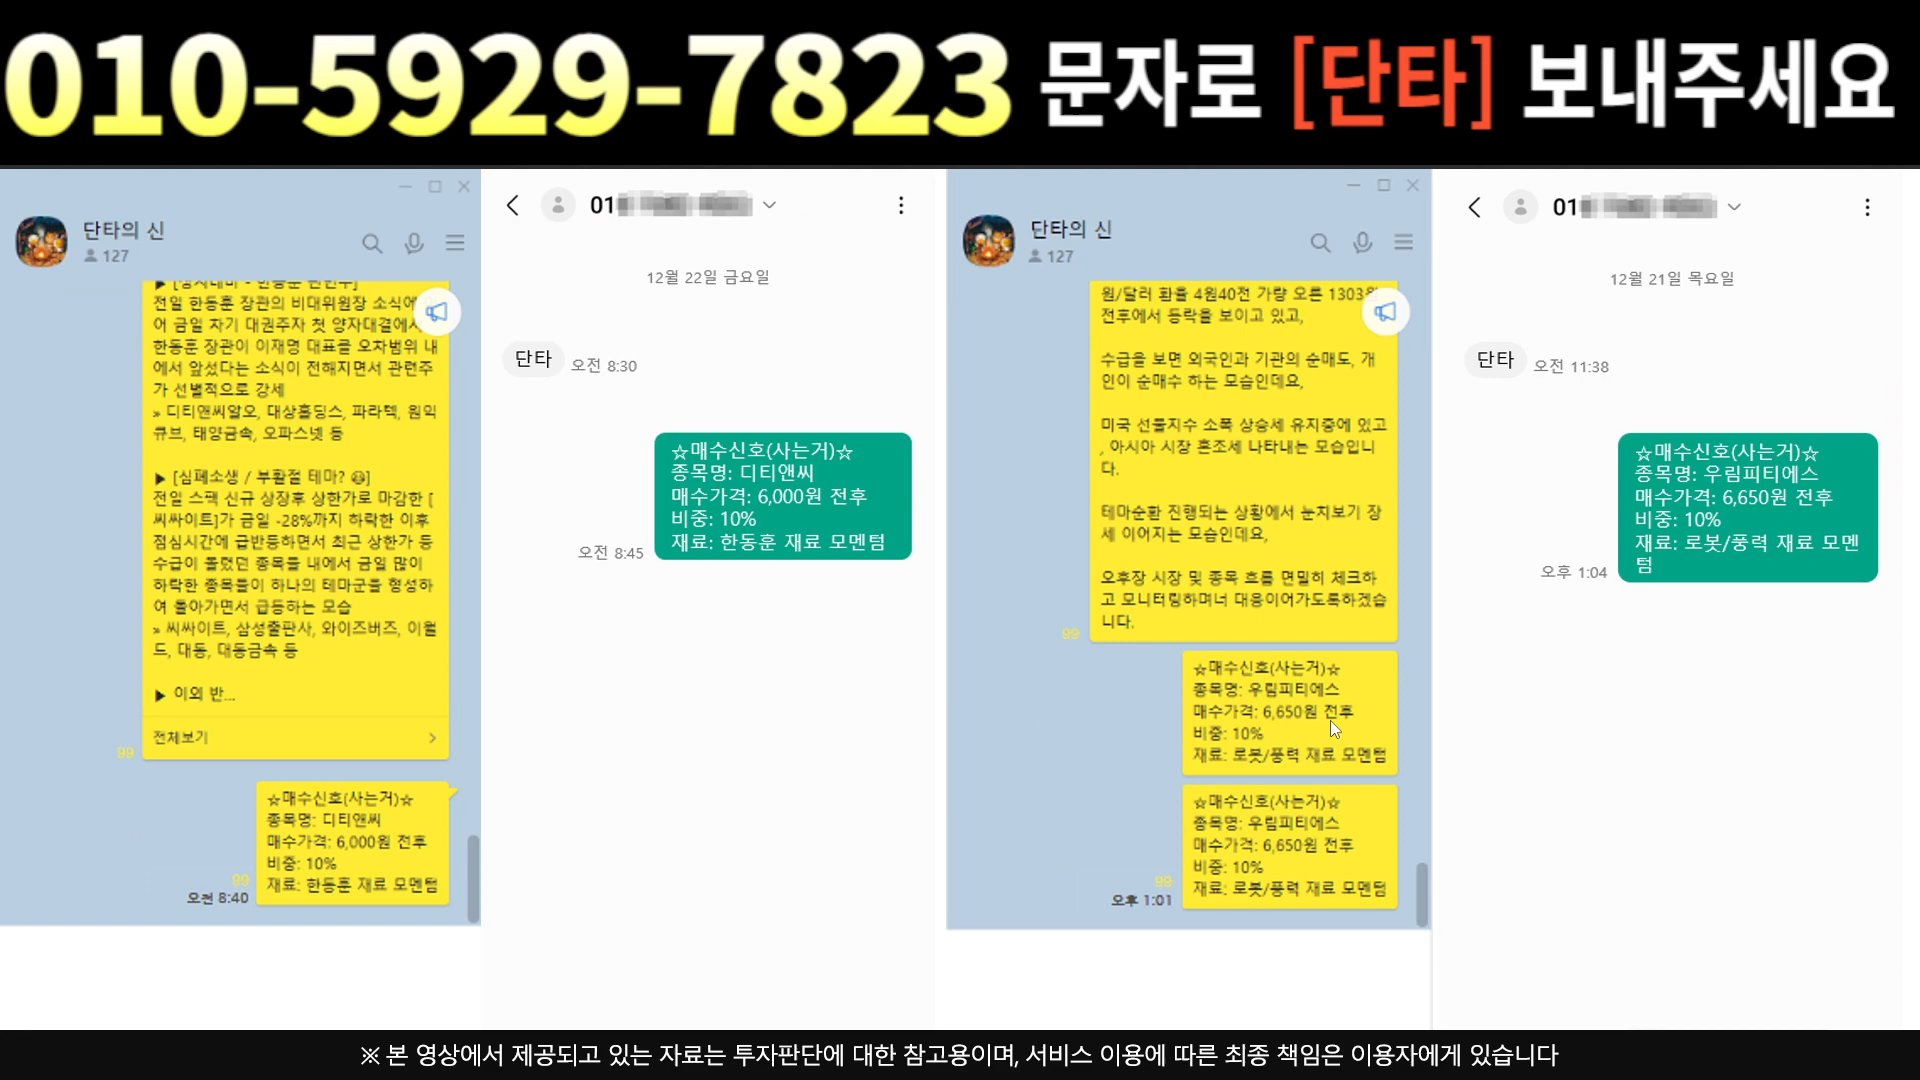 010-5929-7823 문자로 [단타] 보내주세요
단타의 신
127
전일 한동훈 장관의 비대위원장 소식에
어 금일 차기 대권주자 첫 양자대결에서
한동훈 장관이 이재명 대표를 오차범위 내
에서 앞섰다는 소식이 전해지면서 관련주
가 선별적으로 강세
» 디티앤씨알오, 대상홀딩스, 파라텍, 원익
큐브, 태양금속, 오파스넷 등
▶ [심폐소생 / 부활절 테마? 😅]
전일 스팩 신규 상장후 상한가로 마감한 [
씨싸이트]가 금일 -28%까지 하락한 이후
점심시간에 급반등하면서 최근 상한가 등
수급이 몰렸던 종목들 내에서 금일 많이
하락한 종목들이 하나의 테마군을 형성하
여 돌아가면서 급등하는 모습
» 씨싸이트, 삼성출판사, 와이즈버즈, 이월
드, 대동, 대동금속 등
▶ 이외 반...
전체보기
99
☆매수신호(사는거)☆
종목명: 디티앤씨
매수가격: 6,000원 전후
비중: 10%
재료: 한동훈 재료 모멘텀
99
오전 8:40
01
12월 22일 금요일
단타
오전 8:30
☆매수신호(사는거)☆
종목명: 디티앤씨
매수가격: 6,000원 전후
비중: 10%
재료: 한동훈 재료 모멘텀
오전 8:45
단타의 신
127
원/달러 환율 4원40전 가량 오른 1303원
전후에서 등락을 보이고 있고,
수급을 보면 외국인과 기관의 순매도, 개
인이 순매수 하는 모습인데요,
미국 선물지수 소폭 상승세 유지중에 있고
, 아시아 시장 혼조세 나타내는 모습입니
다.
테마순환 진행되는 상황에서 눈치보기 장
세 이어지는 모습인데요,
오후장 시장 및 종목 흐름 면밀히 체크하
고 모니터링하며너 대응이어가도록하겠습
니다.
99
☆매수신호(사는거)☆
종목명: 우림피티에스
매수가격: 6,650원 전후
비중: 10%
재료: 로봇/풍력 재료 모멘텀
☆매수신호(사는거)☆
종목명: 우림피티에스
매수가격: 6,650원 전후
비중: 10%
재료: 로봇/풍력 재료 모멘텀
99
오후 1:01
01
12월 21일 목요일
단타
오전 11:38
☆매수신호(사는거)☆
종목명: 우림피티에스
매수가격: 6,650원 전후
비중: 10%
재료: 로봇/풍력 재료 모멘
텀
오후 1:04
※ 본 영상에서 제공되고 있는 자료는 투자판단에 대한 참고용이며, 서비스 이용에 따른 최종 책임은 이용자에게 있습니다